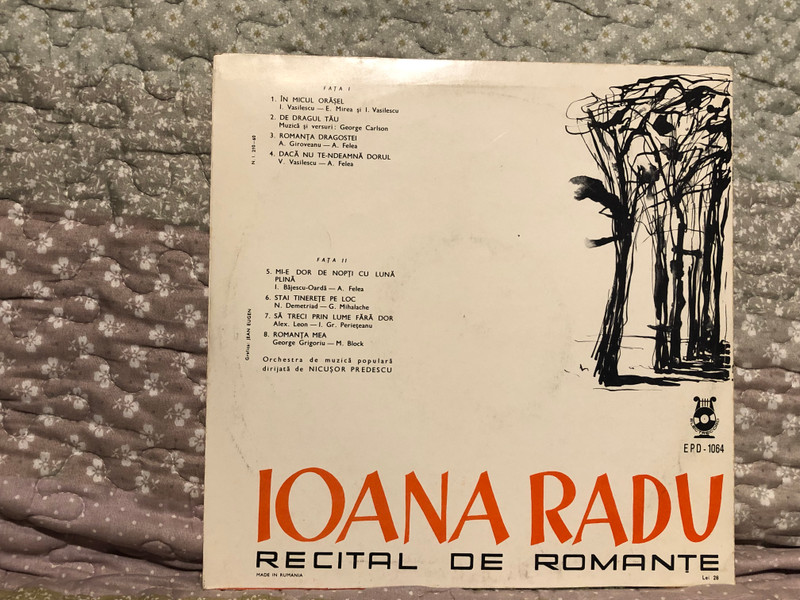 FAȚA I
1. ÎN MICUL ORĂȘEL
I. Vasilescu — E. Mirea și I. Vasilescu
2. DE DRAGUL TĂU
Muzică și versuri: George Carlson
3. ROMANȚA DRAGOSTEI
A. Giroveanu — A. Felea
4. DACĂ NU TE-NDEAMNĂ DORUL
V. Vasilescu — A. Felea
N. I. 210-60
FAȚA II
5. MI-E DOR DE NOPȚI CU LUNĂ
PLINĂ
I. Băjescu-Oardă — A. Felea
6. STAI TINEREȚE PE LOC
N. Demetriad — G. Mihalache
7. SĂ TRECI PRIN LUME FĂRĂ DOR
Alex. Leon — I. Gr. Periețeanu
8. ROMANȚA MEA
George Grigoriu — M. Block
Grafica: JEAN EUGEN
Orchestra de muzică populară
dirijată de NICUȘOR PREDESCU
EPD-1064
IOANA RADU
RECITAL DE ROMANȚE
MADE IN RUMANIA
Lei 28